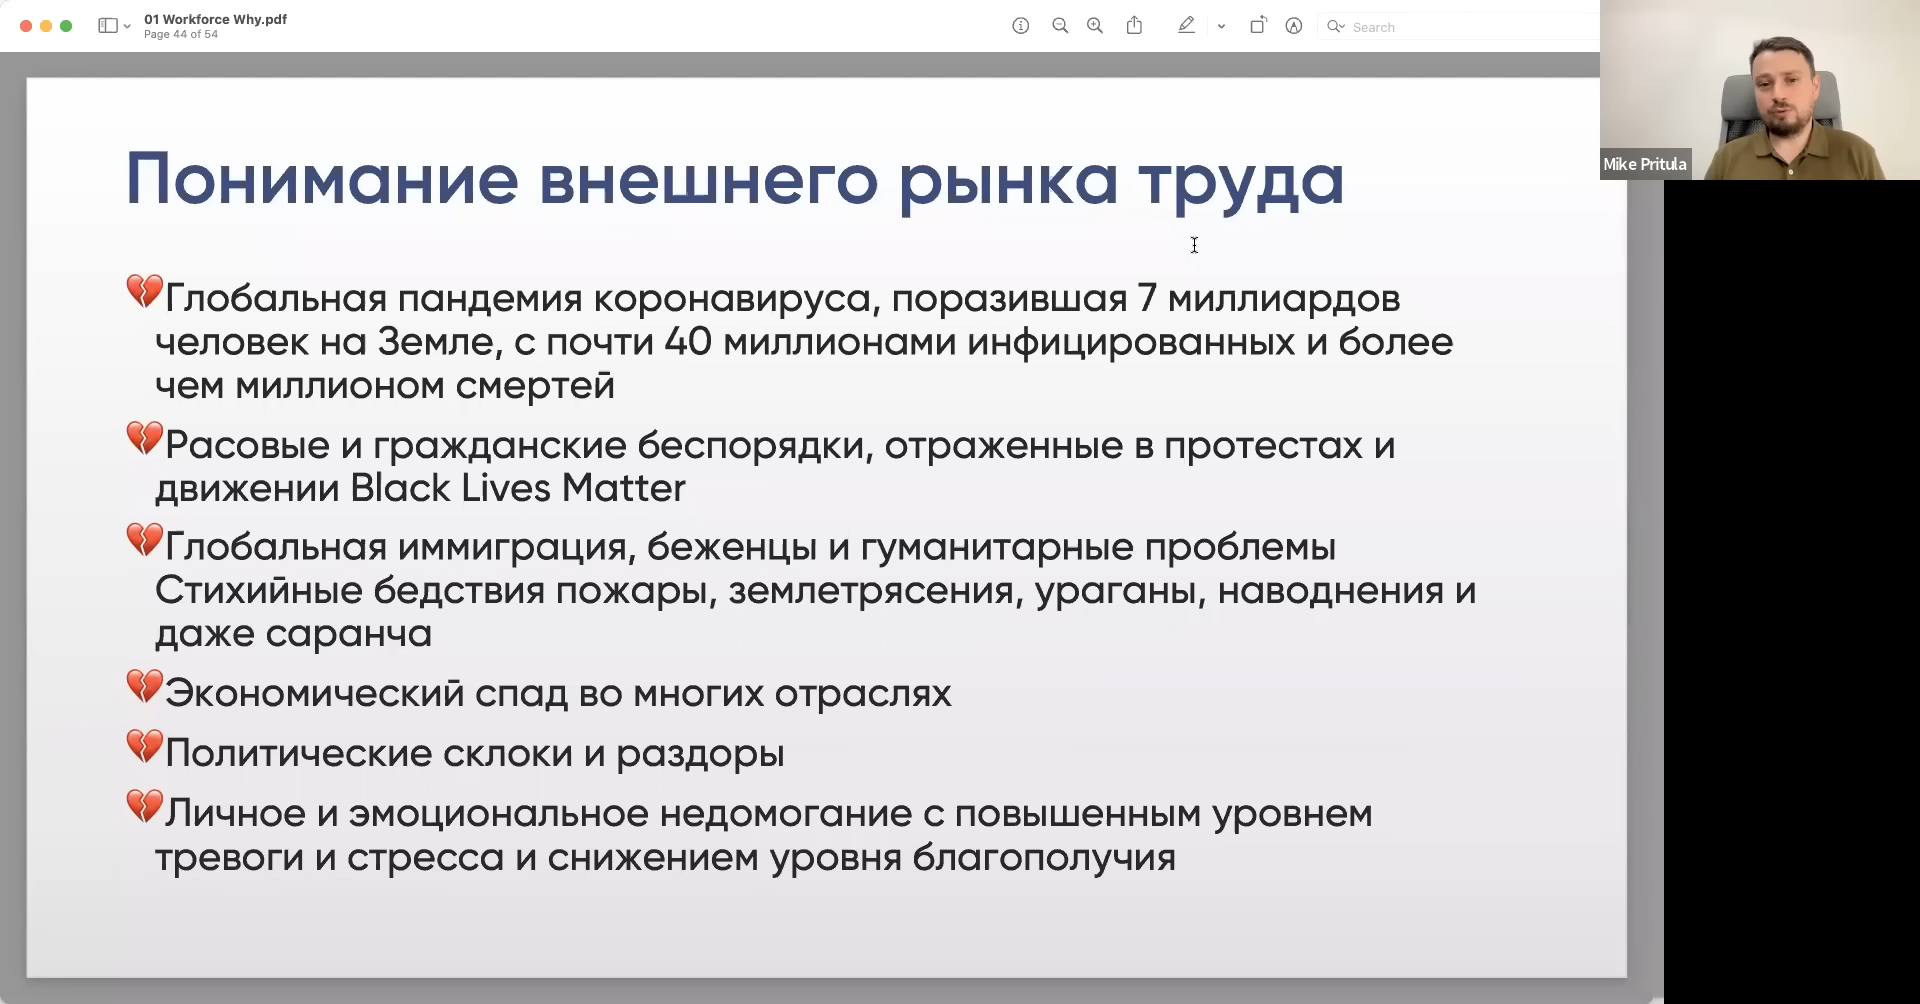 01 Workforce Why.pdf
Page 44 of 54
Search
Mike Pritula
Понимание внешнего рынка труда
💔Глобальная пандемия коронавируса, поразившая 7 миллиардов
человек на Земле, с почти 40 миллионами инфицированных и более
чем миллионом смертей
💔Расовые и гражданские беспорядки, отраженные в протестах и
движении Black Lives Matter
💔Глобальная иммиграция, беженцы и гуманитарные проблемы
Стихийные бедствия пожары, землетрясения, ураганы, наводнения и
даже саранча
💔Экономический спад во многих отраслях
💔Политические склоки и раздоры
💔Личное и эмоциональное недомогание с повышенным уровнем
тревоги и стресса и снижением уровня благополучия